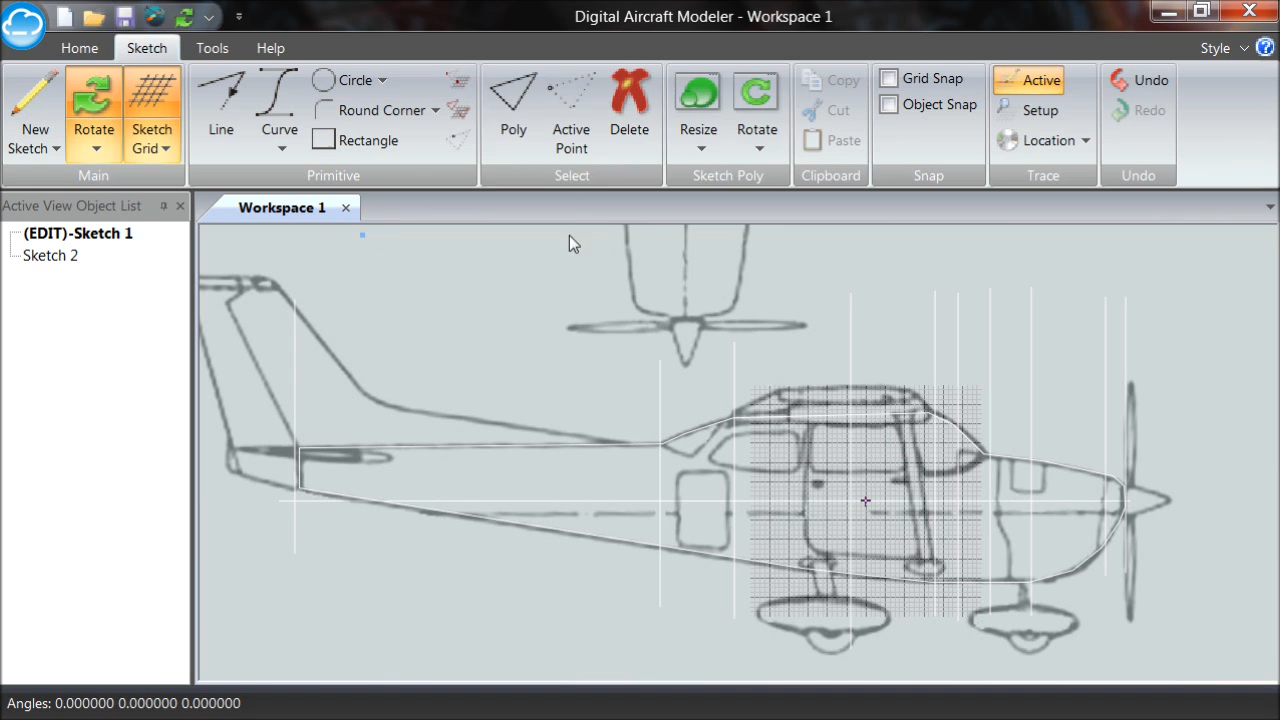 Digital Aircraft Modeler - Workspace 1
Home Sketch Tools Help Style
New Sketch
Rotate
Sketch Grid
Main
Line
Curve
Circle
Round Corner
Rectangle
Primitive
Poly
Active Point
Delete
Select
Resize
Rotate
Sketch Poly
Copy
Cut
Paste
Clipboard
Grid Snap
Object Snap
Snap
Active
Setup
Location
Trace
Undo
Redo
Undo
Active View Object List
Workspace 1
(EDIT)-Sketch 1
Sketch 2
Angles: 0.000000 0.000000 0.000000